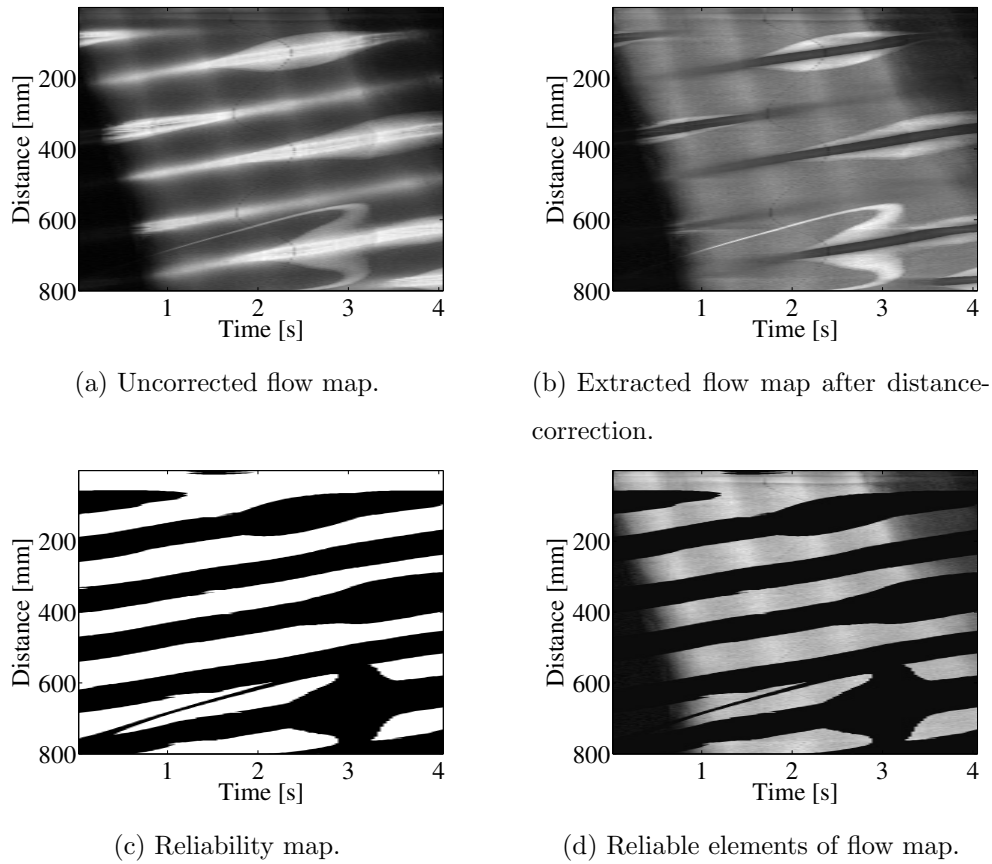 Distance [mm]
200
400
600
800
1
2
3
4
Time [s]
(a) Uncorrected flow map.
Distance [mm]
200
400
600
800
1
2
3
4
Time [s]
(b) Extracted flow map after distance-
correction.
Distance [mm]
200
400
600
800
1
2
3
4
Time [s]
(c) Reliability map.
Distance [mm]
200
400
600
800
1
2
3
4
Time [s]
(d) Reliable elements of flow map.